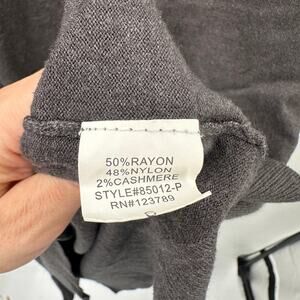 50%RAYON
48%NYLON
2%CASHMERE
STYLE#85012-P
RN#123789